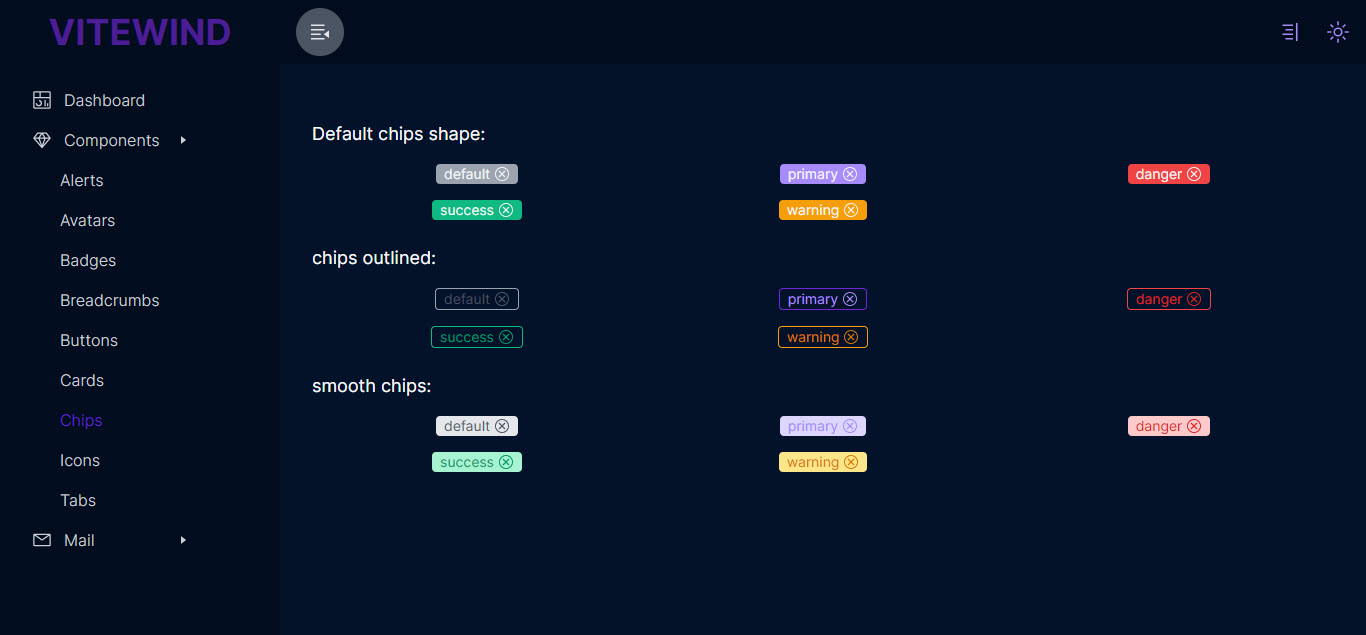 VITEWIND
Dashboard
Components
Alerts
Avatars
Badges
Breadcrumbs
Buttons
Cards
Chips
Icons
Tabs
Mail
Default chips shape:
default primary danger
success warning
chips outlined:
default primary danger
success warning
smooth chips:
default primary danger
success warning